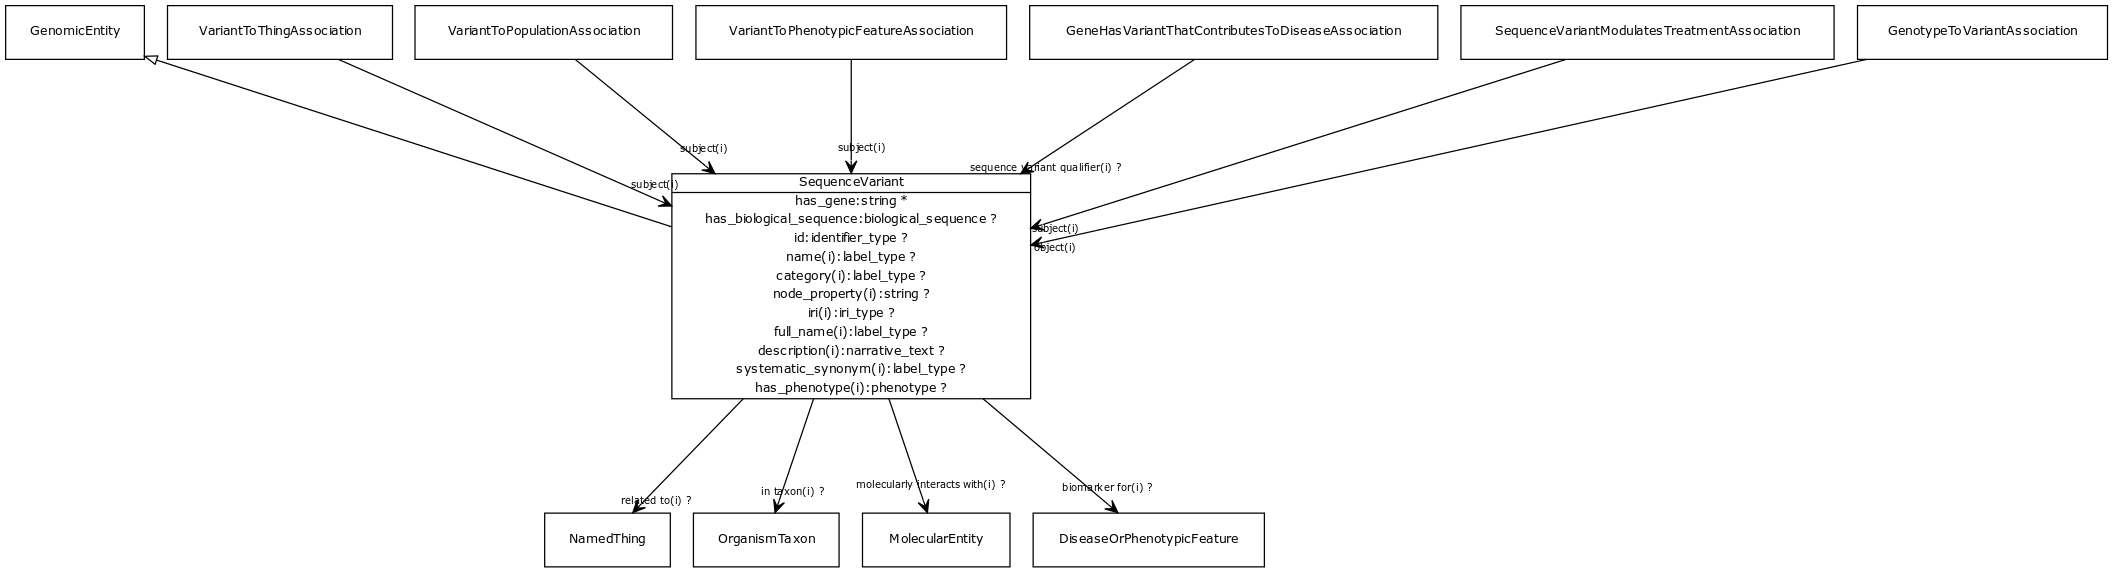 GenomicEntity
VariantToThingAssociation
VariantToPopulationAssociation
VariantToPhenotypicFeatureAssociation
GeneHasVariantThatContributesToDiseaseAssociation
SequenceVariantModulatesTreatmentAssociation
GenotypeToVariantAssociation
subject(i)
subject(i)
sequence variant qualifier(i) ?
subject(i)
subject(i)
object(i)
SequenceVariant
has_gene:string *
has_biological_sequence:biological_sequence ?
id:identifier_type ?
name(i):label_type ?
category(i):label_type ?
node_property(i):string ?
iri(i):iri_type ?
full_name(i):label_type ?
description(i):narrative_text ?
systematic_synonym(i):label_type ?
has_phenotype(i):phenotype ?
related to(i) ?
in taxon(i) ?
molecularly interacts with(i) ?
biomarker for(i) ?
NamedThing
OrganismTaxon
MolecularEntity
DiseaseOrPhenotypicFeature